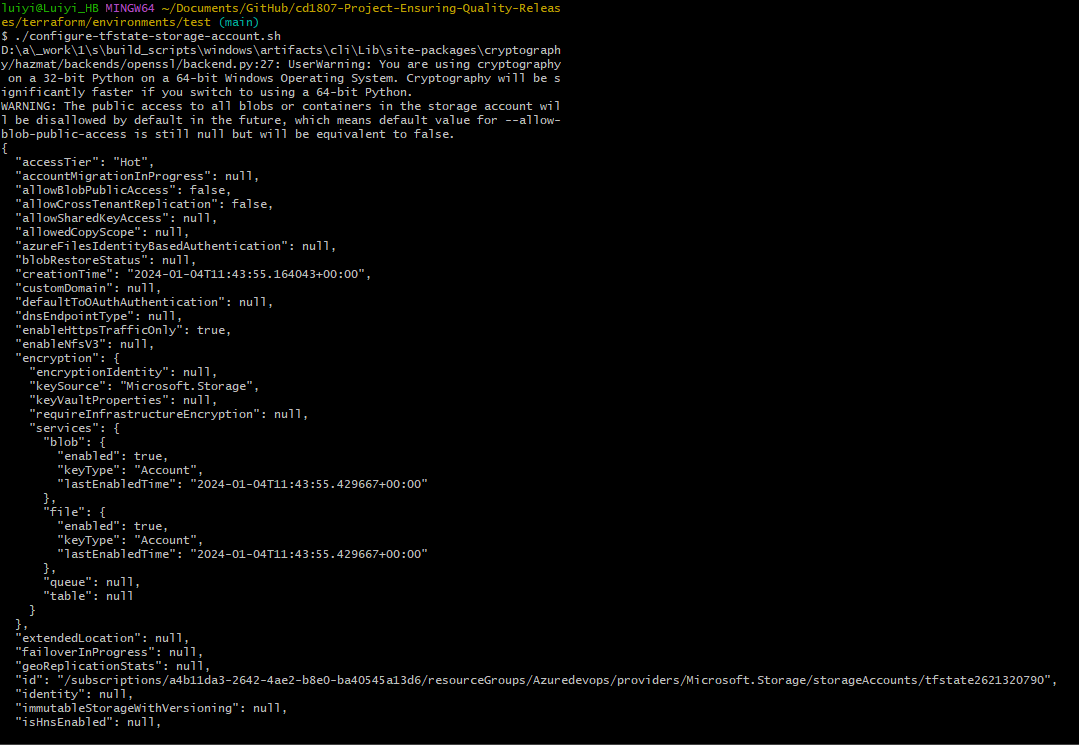 luiyi@Luiyi_HB MINGW64 ~/Documents/GitHub/cd1807-Project-Ensuring-Quality-Releas
es/terraform/environments/test (main)
$ ./configure-tfstate-storage-account.sh
D:\a\_work\1\s\build_scripts\windows\artifacts\cli\Lib\site-packages\cryptograph
y/hazmat/backends/openssl/backend.py:27: UserWarning: You are using cryptography
 on a 32-bit Python on a 64-bit Windows Operating System. Cryptography will be s
ignificantly faster if you switch to using a 64-bit Python.
WARNING: The public access to all blobs or containers in the storage account wil
l be disallowed by default in the future, which means default value for --allow-
blob-public-access is still null but will be equivalent to false.
{
  "accessTier": "Hot",
  "accountMigrationInProgress": null,
  "allowBlobPublicAccess": false,
  "allowCrossTenantReplication": false,
  "allowSharedKeyAccess": null,
  "allowedCopyScope": null,
  "azureFilesIdentityBasedAuthentication": null,
  "blobRestoreStatus": null,
  "creationTime": "2024-01-04T11:43:55.164043+00:00",
  "customDomain": null,
  "defaultToOAuthAuthentication": null,
  "dnsEndpointType": null,
  "enableHttpsTrafficOnly": true,
  "enableNfsV3": null,
  "encryption": {
    "encryptionIdentity": null,
    "keySource": "Microsoft.Storage",
    "keyVaultProperties": null,
    "requireInfrastructureEncryption": null,
    "services": {
      "blob": {
        "enabled": true,
        "keyType": "Account",
        "lastEnabledTime": "2024-01-04T11:43:55.429667+00:00"
      },
      "file": {
        "enabled": true,
        "keyType": "Account",
        "lastEnabledTime": "2024-01-04T11:43:55.429667+00:00"
      },
      "queue": null,
      "table": null
    }
  },
  "extendedLocation": null,
  "failoverInProgress": null,
  "geoReplicationStats": null,
  "id": "/subscriptions/a4b11da3-2642-4ae2-b8e0-ba40545a13d6/resourceGroups/Azuredevops/providers/Microsoft.Storage/storageAccounts/tfstate2621320790",
  "identity": null,
  "immutableStorageWithVersioning": null,
  "isHnsEnabled": null,